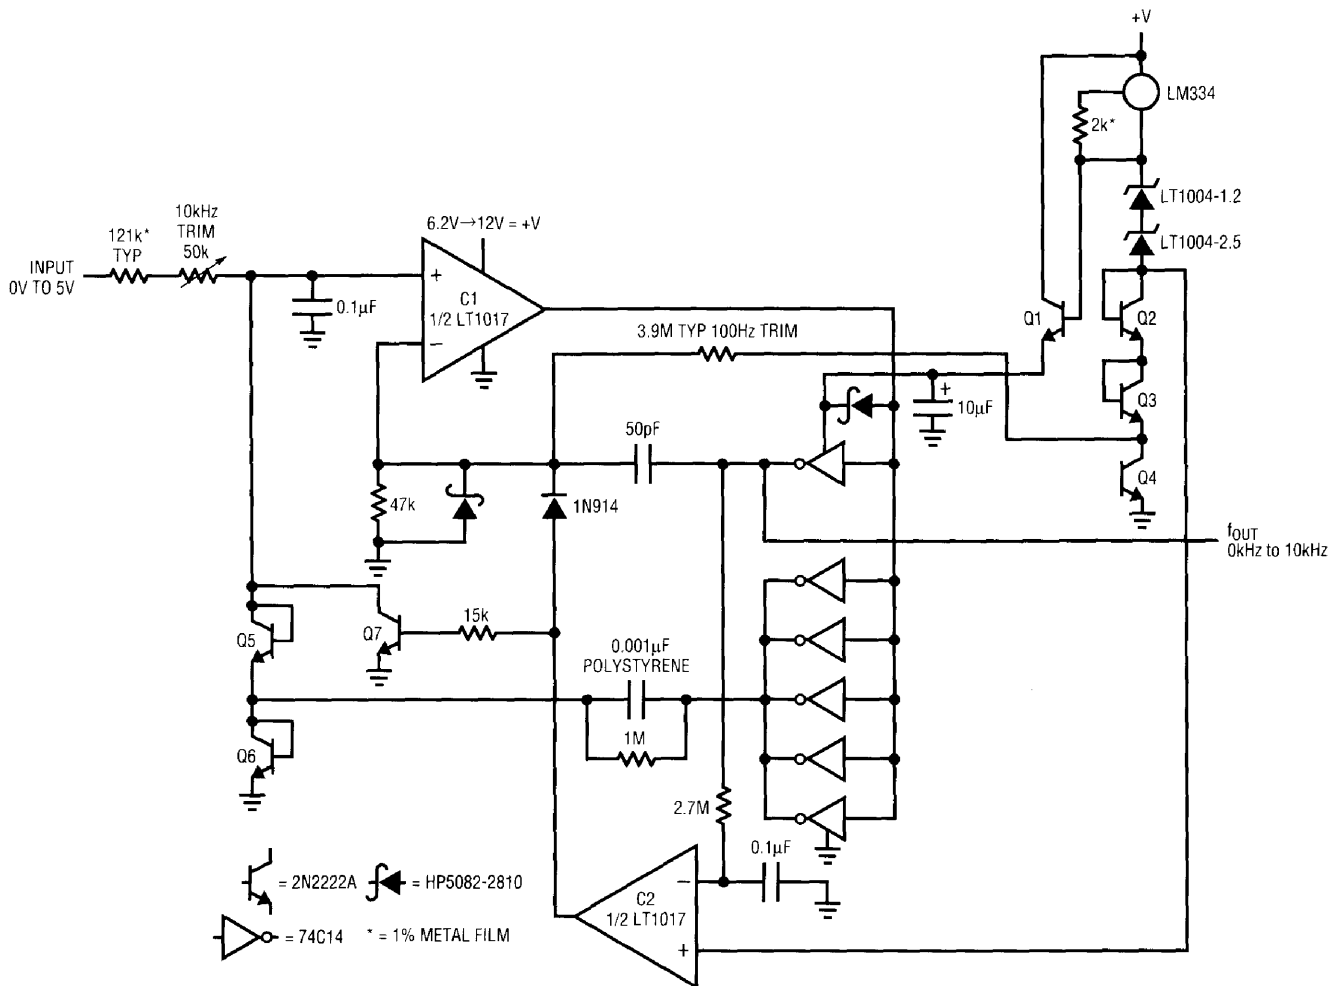 +V
LM334
2k*
LT1004-1.2
LT1004-2.5
6.2V→12V = +V
10kHz
TRIM
50k
121k*
TYP
INPUT
0V TO 5V
+
C1
1/2 LT1017
−
0.1µF
3.9M TYP 100Hz TRIM
Q1
Q2
+
10µF
Q3
50pF
Q4
47k
1N914
fOUT
0kHz to 10kHz
Q5
Q7
15k
0.001µF
POLYSTYRENE
1M
Q6
2.7M
0.1µF
−
C2
1/2 LT1017
+
= 2N2222A
= HP5082-2810
= 74C14
* = 1% METAL FILM